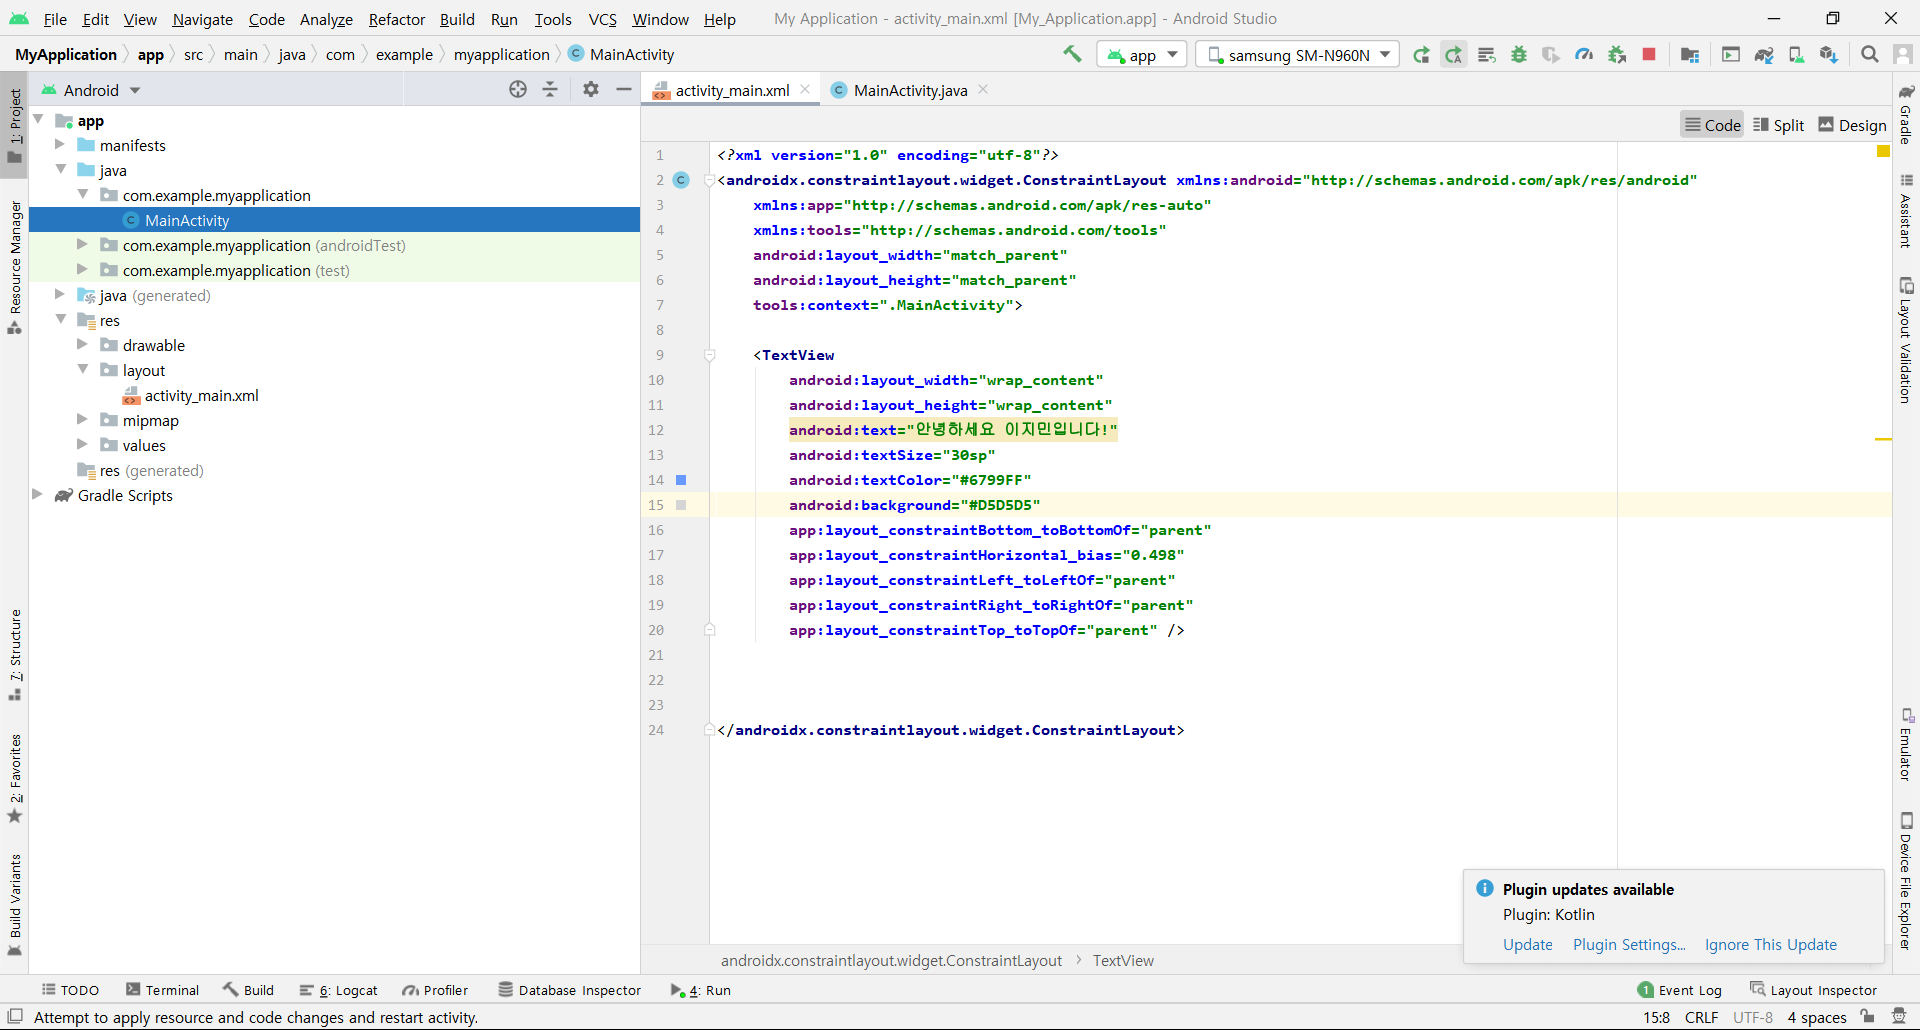 File Edit View Navigate Code Analyze Refactor Build Run Tools VCS Window Help My Application - activity_main.xml [My_Application.app] - Android Studio
MyApplication app src main java com example myapplication MainActivity app samsung SM-N960N
Android
activity_main.xml MainActivity.java
Code Split Design
app
manifests
java
com.example.myapplication
MainActivity
com.example.myapplication (androidTest)
com.example.myapplication (test)
java (generated)
res
drawable
layout
activity_main.xml
mipmap
values
res (generated)
Gradle Scripts
1: Project
Resource Manager
7: Structure
2: Favorites
Build Variants
1 <?xml version="1.0" encoding="utf-8"?>
2 <androidx.constraintlayout.widget.ConstraintLayout xmlns:android="http://schemas.android.com/apk/res/android"
3 xmlns:app="http://schemas.android.com/apk/res-auto"
4 xmlns:tools="http://schemas.android.com/tools"
5 android:layout_width="match_parent"
6 android:layout_height="match_parent"
7 tools:context=".MainActivity">
8
9 <TextView
10 android:layout_width="wrap_content"
11 android:layout_height="wrap_content"
12 android:text="안녕하세요 이지민입니다!"
13 android:textSize="30sp"
14 android:textColor="#6799FF"
15 android:background="#D5D5D5"
16 app:layout_constraintBottom_toBottomOf="parent"
17 app:layout_constraintHorizontal_bias="0.498"
18 app:layout_constraintLeft_toLeftOf="parent"
19 app:layout_constraintRight_toRightOf="parent"
20 app:layout_constraintTop_toTopOf="parent" />
21
22
23
24 </androidx.constraintlayout.widget.ConstraintLayout>
Gradle
Assistant
Layout Validation
Emulator
Device File Explorer
Plugin updates available
Plugin: Kotlin
Update Plugin Settings... Ignore This Update
androidx.constraintlayout.widget.ConstraintLayout TextView
TODO Terminal Build 6: Logcat Profiler Database Inspector 4: Run 1 Event Log Layout Inspector
Attempt to apply resource and code changes and restart activity. 15:8 CRLF UTF-8 4 spaces